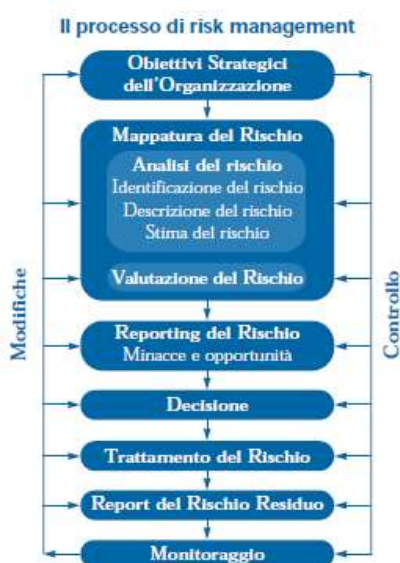 Il processo di risk management
Obiettivi Strategici
dell'Organizzazione
Mappatura del Rischio
Analisi del rischio
Identificazione del rischio
Descrizione del rischio
Stima del rischio
Valutazione del Rischio
Reporting del Rischio
Minacce e opportunità
Decisione
Trattamento del Rischio
Report del Rischio Residuo
Monitoraggio
Modifiche
Controllo